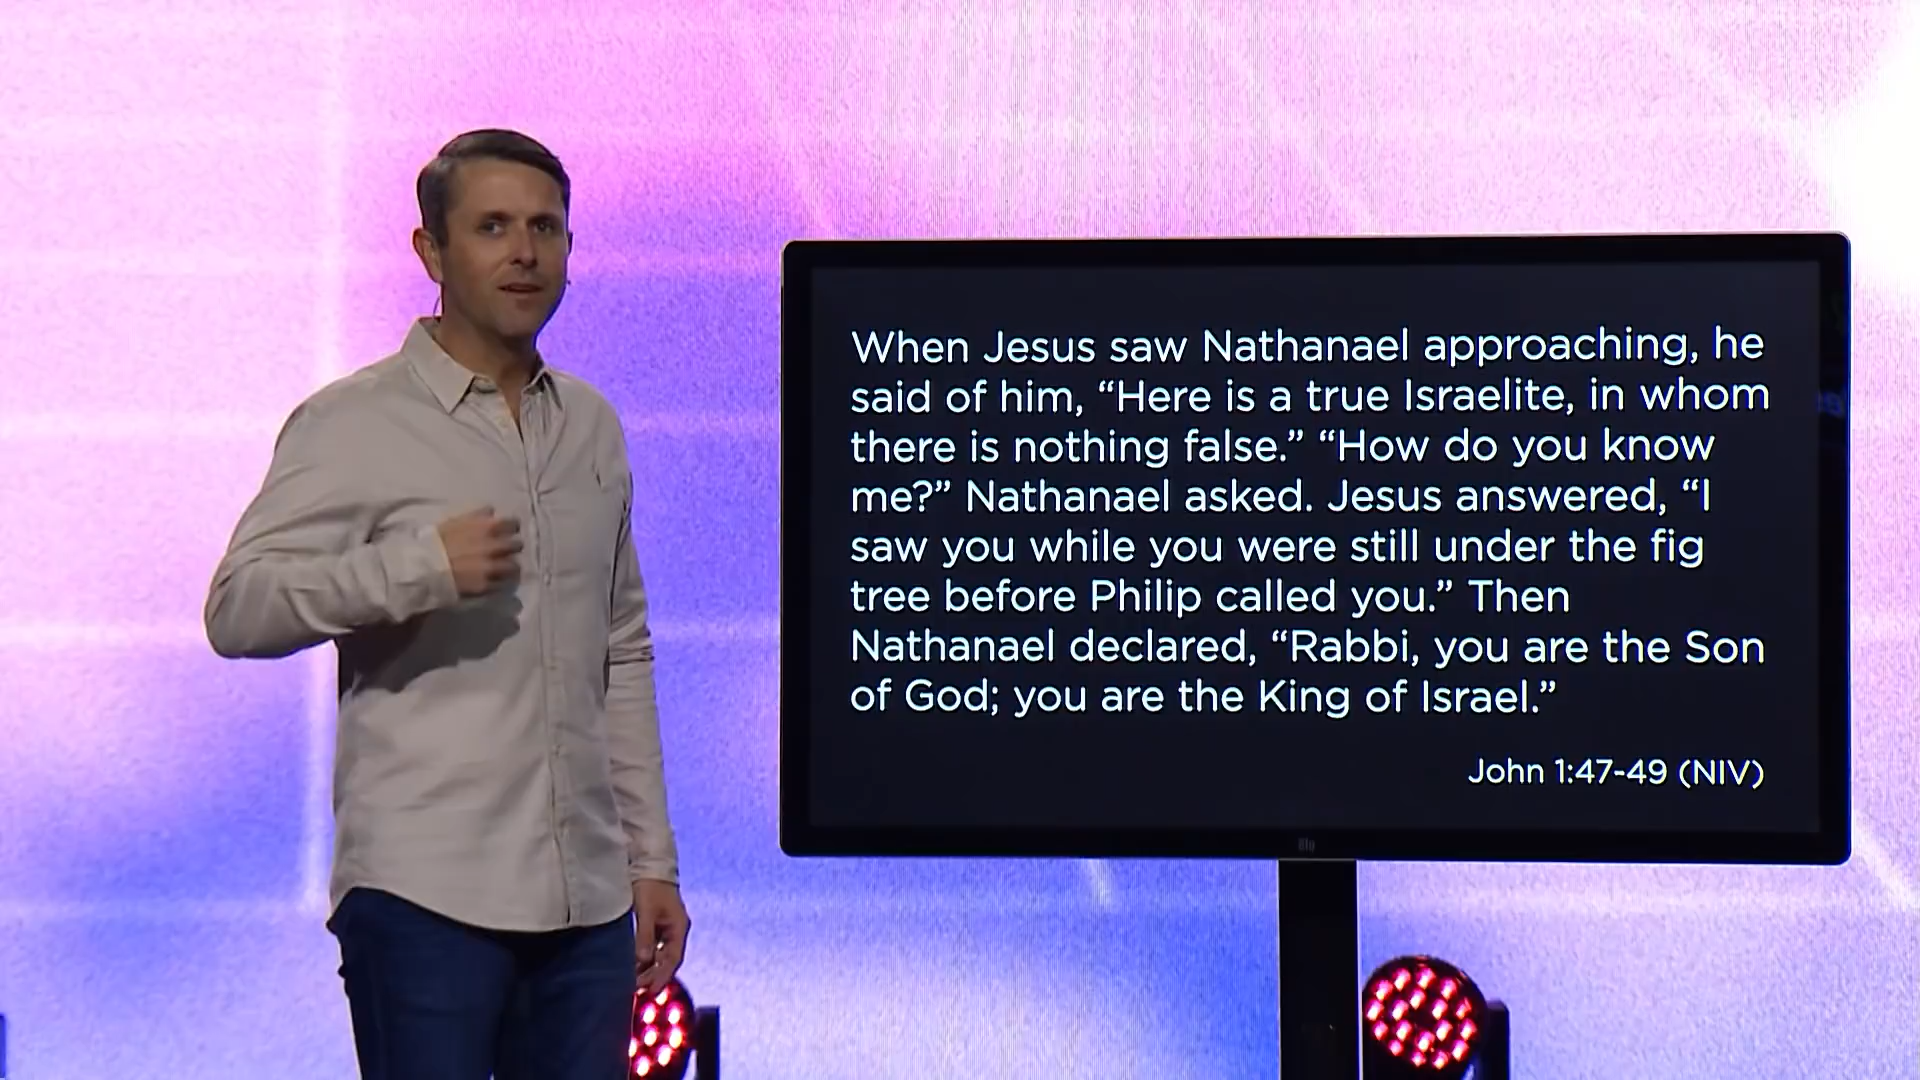 When Jesus saw Nathanael approaching, he
said of him, “Here is a true Israelite, in whom
there is nothing false.” “How do you know
me?” Nathanael asked. Jesus answered, “I
saw you while you were still under the fig
tree before Philip called you.” Then
Nathanael declared, “Rabbi, you are the Son
of God; you are the King of Israel.”
John 1:47-49 (NIV)
elo